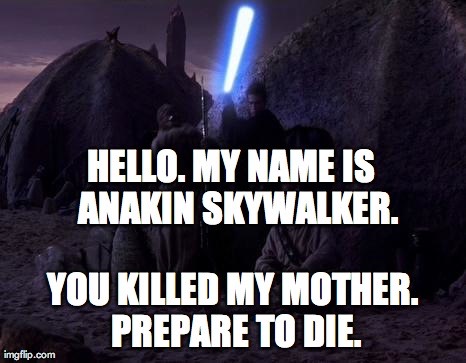 HELLO. MY NAME IS
ANAKIN SKYWALKER.
YOU KILLED MY MOTHER.
PREPARE TO DIE.
imgflip.com